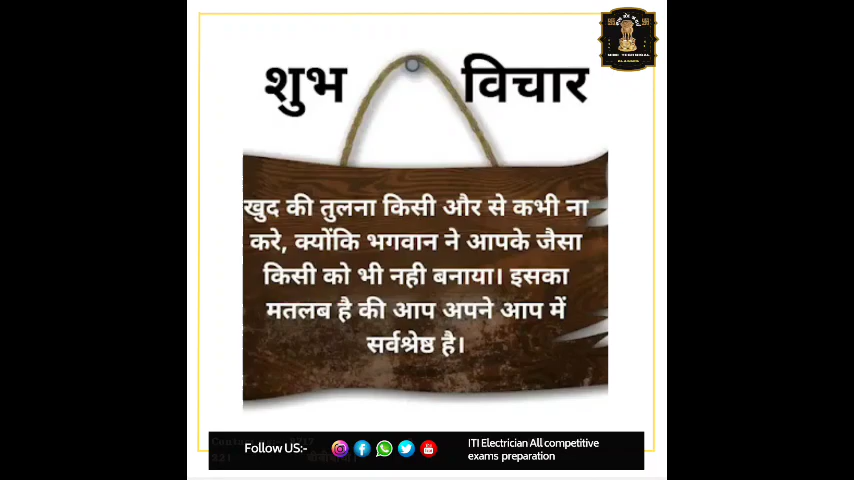 शुभ विचार
खुद की तुलना किसी और से कभी ना
करे, क्योंकि भगवान ने आपके जैसा
किसी को भी नही बनाया। इसका
मतलब है की आप अपने आप में
सर्वश्रेष्ठ है।
Follow US:-
ITI Electrician All competitive
exams preparation